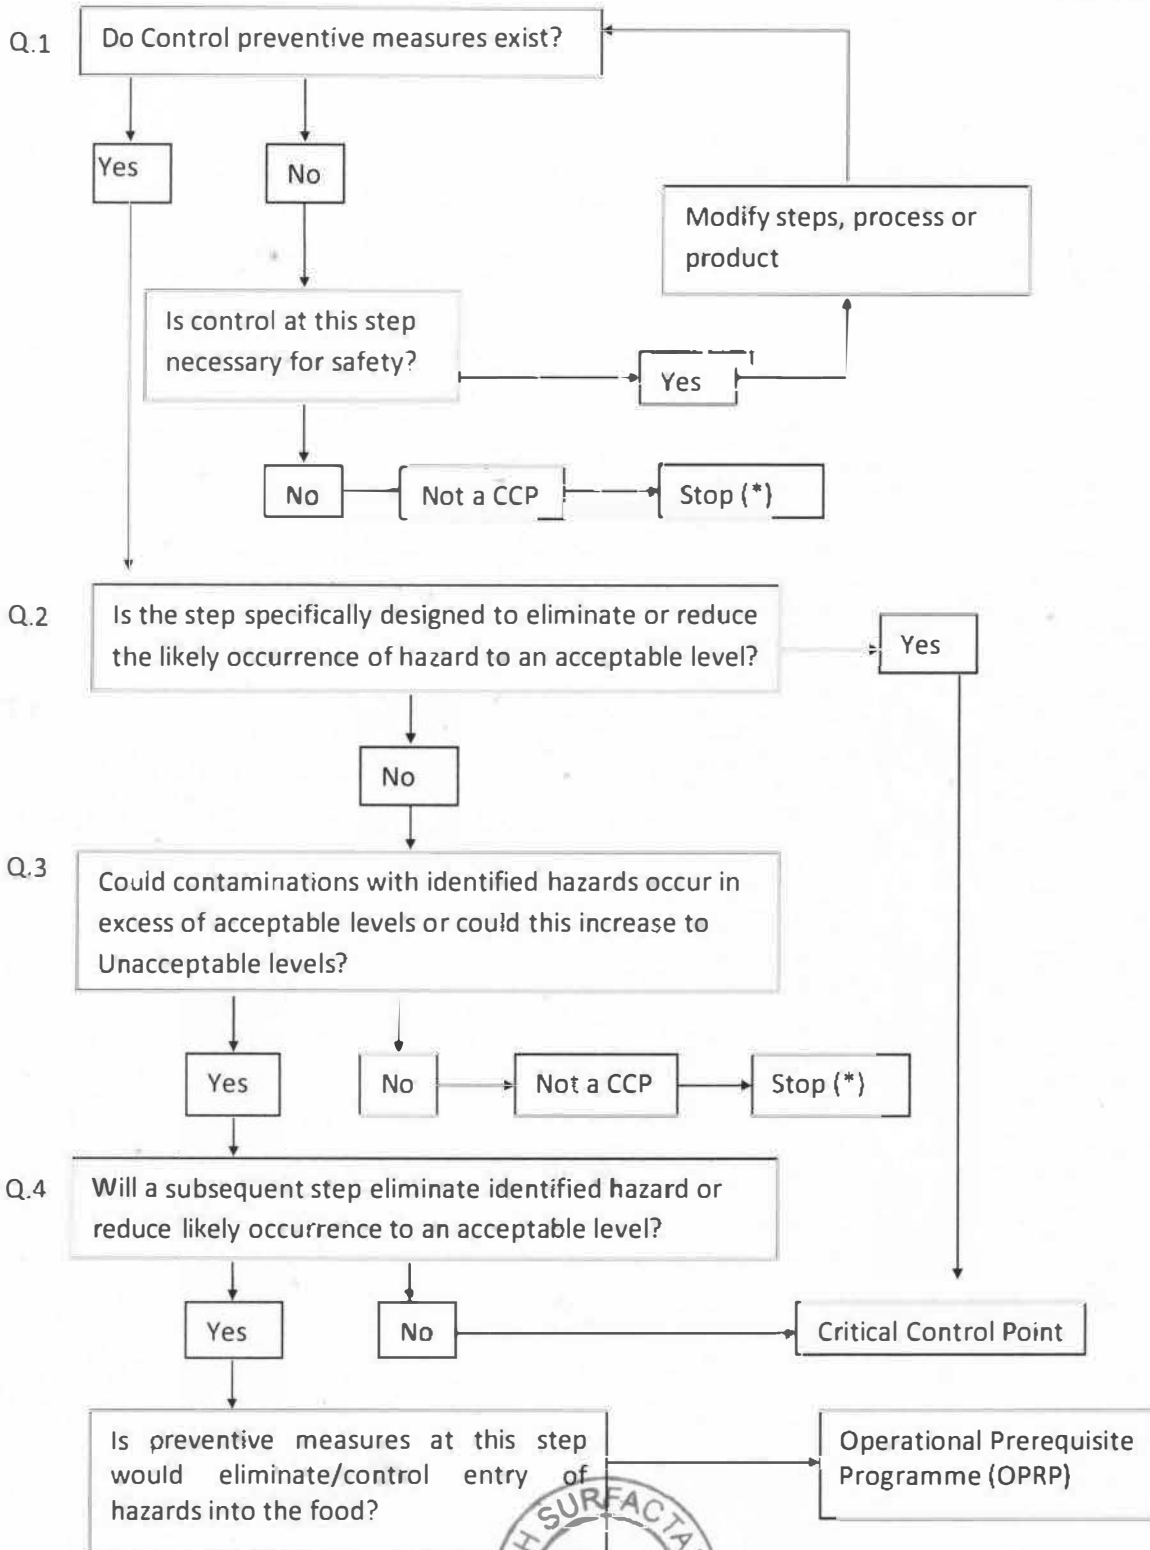 Q.1
Do Control preventive measures exist?
Yes
No
Modify steps, process or
product
Is control at this step
necessary for safety?
Yes
No
Not a CCP
Stop (*)
Q.2
Is the step specifically designed to eliminate or reduce
the likely occurrence of hazard to an acceptable level?
Yes
No
Q.3
Could contaminations with identified hazards occur in
excess of acceptable levels or could this increase to
Unacceptable levels?
Yes
No
Not a CCP
Stop (*)
Q.4
Will a subsequent step eliminate identified hazard or
reduce likely occurrence to an acceptable level?
Yes
No
Critical Control Point
Is preventive measures at this step
would eliminate/control entry of
hazards into the food?
Operational Prerequisite
Programme (OPRP)